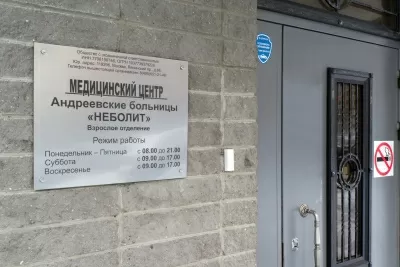 МЕДИЦИНСКИЙ ЦЕНТР
Андреевские больницы
«НЕБОЛИТ»
Взрослое отделение
Режим работы
Понедельник – Пятница с 08.00 до 21.00
Суббота с 09.00 до 17.00
Воскресенье с 09.00 до 17.00